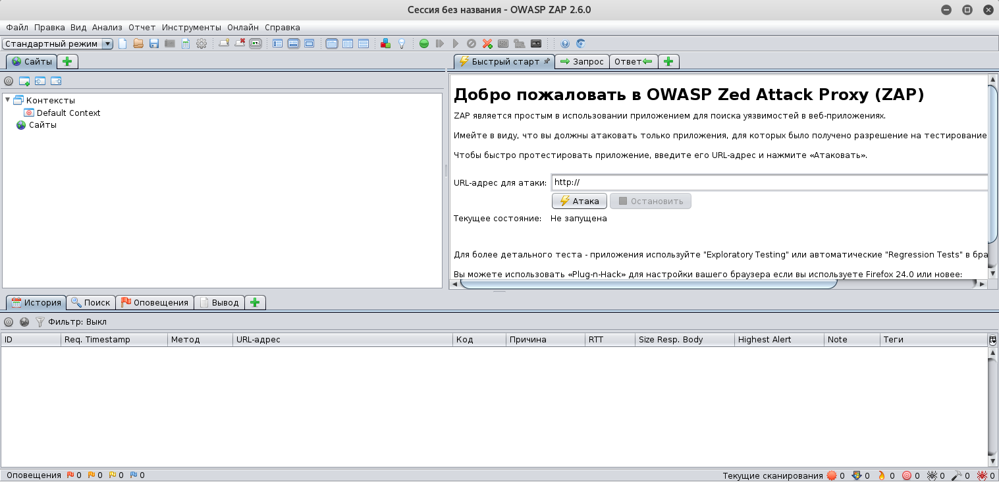 Сессия без названия - OWASP ZAP 2.6.0
Файл Правка Вид Анализ Отчет Инструменты Онлайн Справка
Стандартный режим
Сайты
Быстрый старт Запрос Ответ
Контексты
Default Context
Сайты
Добро пожаловать в OWASP Zed Attack Proxy (ZAP)
ZAP является простым в использовании приложением для поиска уязвимостей в веб-приложениях.
Имейте в виду, что вы должны атаковать только приложения, для которых было получено разрешение на тестирование
Чтобы быстро протестировать приложение, введите его URL-адрес и нажмите «Атаковать».
URL-адрес для атаки: http://
Атака Остановить
Текущее состояние: Не запущена
Для более детального теста - приложения используйте "Exploratory Testing" или автоматические "Regression Tests" в бра
Вы можете использовать «Plug-n-Hack» для настройки вашего браузера если вы используете Firefox 24.0 или новее:
История Поиск Оповещения Вывод
Фильтр: Выкл
ID Req. Timestamp Метод URL-адрес Код Причина RTT Size Resp. Body Highest Alert Note Теги
Оповещения 0 0 0 0 Текущие сканирования 0 0 0 0 0 0 0